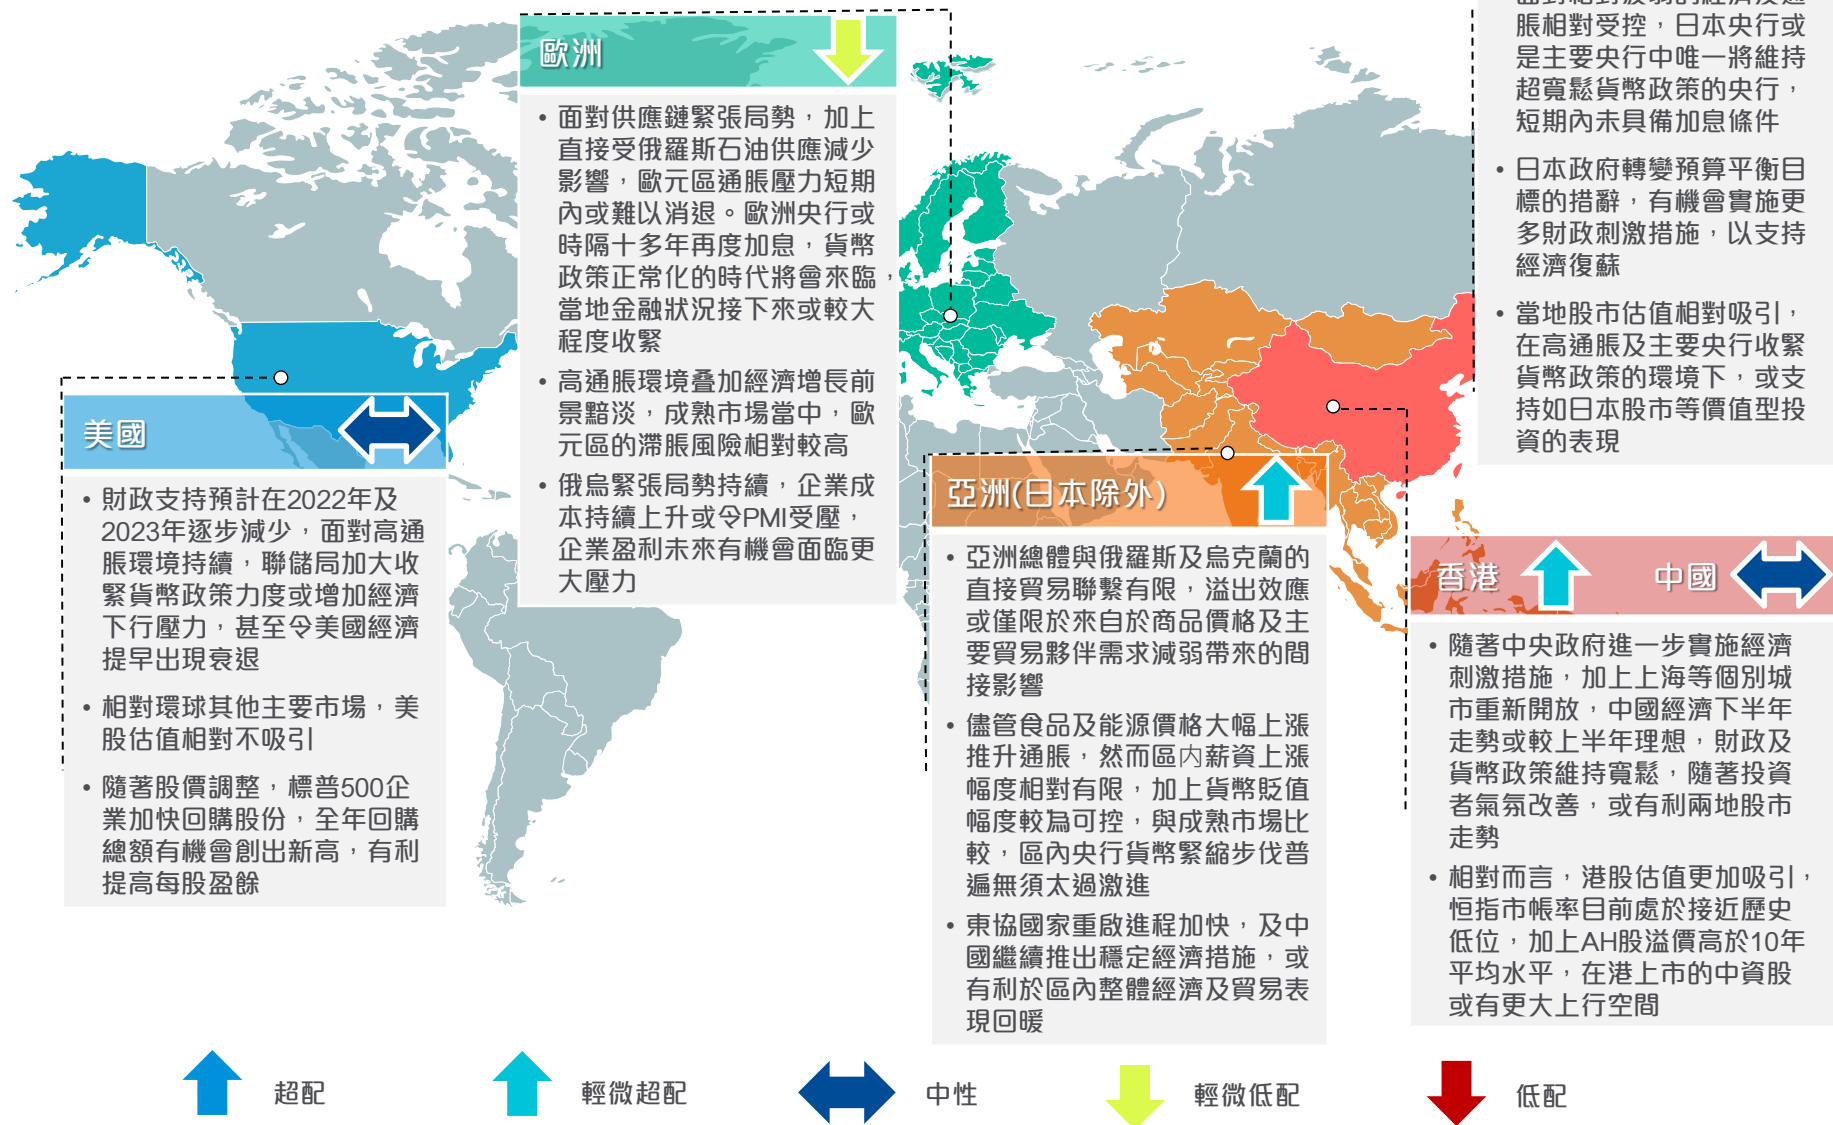 歐洲
• 面對供應鏈緊張局勢，加上
直接受俄羅斯石油供應減少
影響，歐元區通脹壓力短期
內或難以消退。歐洲央行或
時隔十多年再度加息，貨幣
政策正常化的時代將會來臨，
當地金融狀況接下來或較大
程度收緊
• 高通脹環境叠加經濟增長前
景黯淡，成熟市場當中，歐
元區的滯脹風險相對較高
• 俄烏緊張局勢持續，企業成
本持續上升或令PMI受壓，
企業盈利未來有機會面臨更
大壓力
脹相對受控，日本央行或
是主要央行中唯一將維持
超寬鬆貨幣政策的央行，
短期內未具備加息條件
• 日本政府轉變預算平衡目
標的措辭，有機會實施更
多財政刺激措施，以支持
經濟復蘇
• 當地股市估值相對吸引，
在高通脹及主要央行收緊
貨幣政策的環境下，或支
持如日本股市等價值型投
資的表現
美國
• 財政支持預計在2022年及
2023年逐步減少，面對高通
脹環境持續，聯儲局加大收
緊貨幣政策力度或增加經濟
下行壓力，甚至令美國經濟
提早出現衰退
• 相對環球其他主要市場，美
股估值相對不吸引
• 隨著股價調整，標普500企
業加快回購股份，全年回購
總額有機會創出新高，有利
提高每股盈餘
亞洲(日本除外)
• 亞洲總體與俄羅斯及烏克蘭的
直接貿易聯繫有限，溢出效應
或僅限於來自於商品價格及主
要貿易夥伴需求減弱帶來的間
接影響
• 儘管食品及能源價格大幅上漲
推升通脹，然而區内薪資上漲
幅度相對有限，加上貨幣貶值
幅度較為可控，與成熟市場比
較，區內央行貨幣緊縮步伐普
遍無須太過激進
• 東協國家重啟進程加快，及中
國繼續推出穩定經濟措施，或
有利於區內整體經濟及貿易表
現回暖
香港 中國
• 隨著中央政府進一步實施經濟
刺激措施，加上上海等個別城
市重新開放，中國經濟下半年
走勢或較上半年理想，財政及
貨幣政策維持寬鬆，隨著投資
者氣氛改善，或有利兩地股市
走勢
• 相對而言，港股估值更加吸引，
恒指市帳率目前處於接近歷史
低位，加上AH股溢價高於10年
平均水平，在港上市的中資股
或有更大上行空間
超配 輕微超配 中性 輕微低配 低配